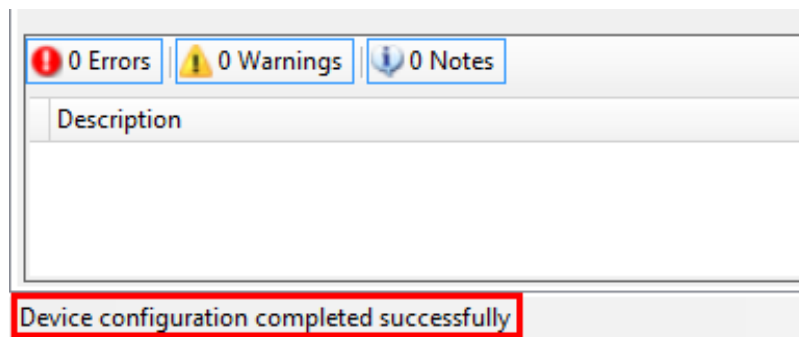 0 Errors 0 Warnings 0 Notes
Description
Device configuration completed successfully